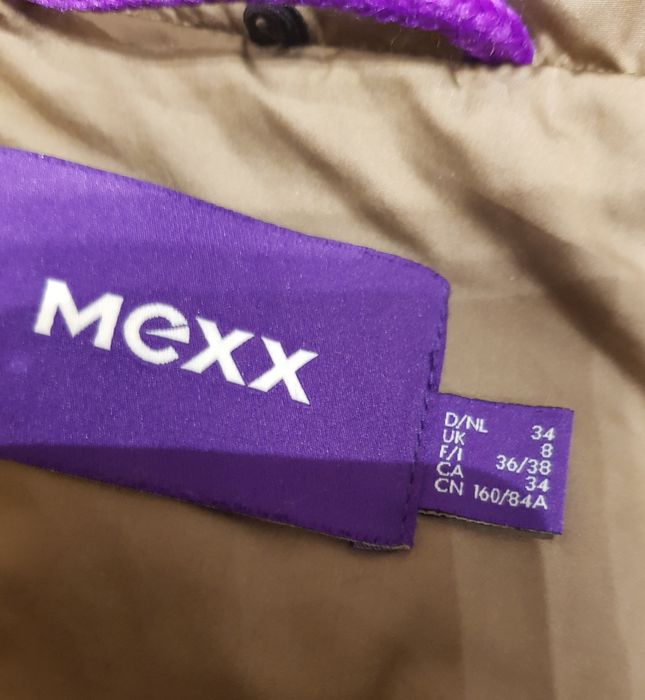 Mexx
D/NL 34
UK 8
F/I 36/38
CA 34
CN 160/84A